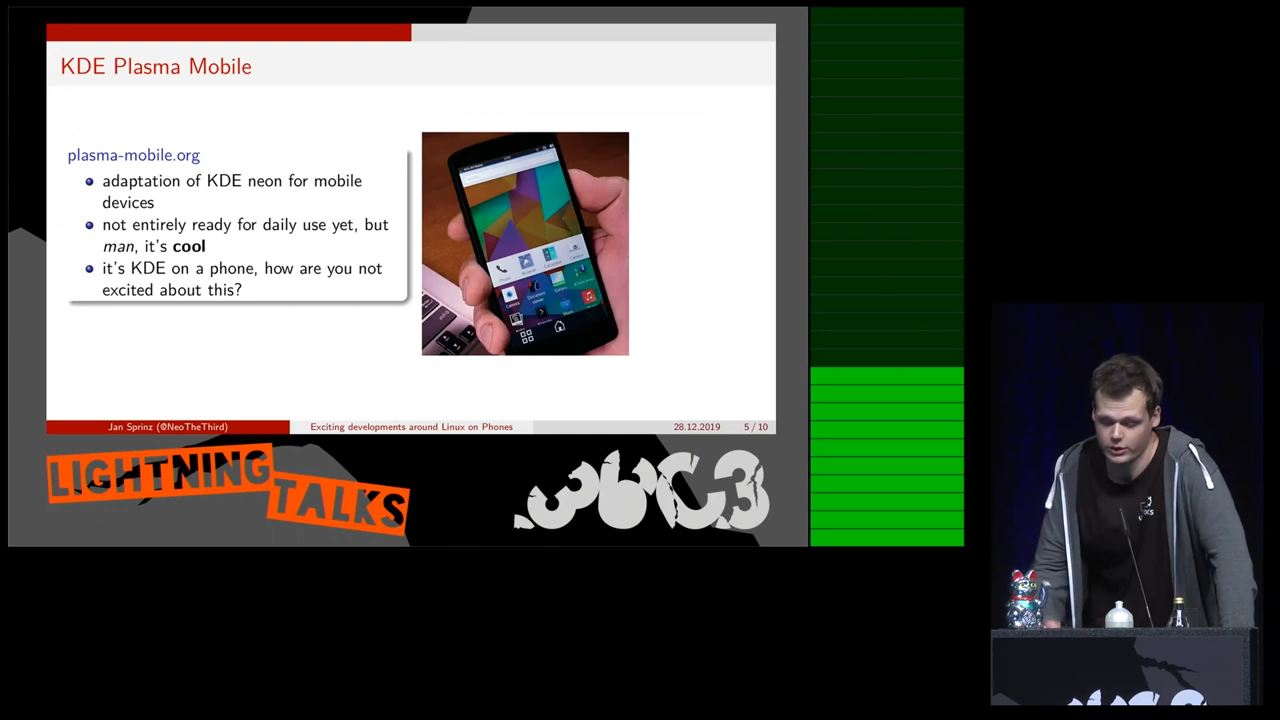 KDE Plasma Mobile
plasma-mobile.org
adaptation of KDE neon for mobile
devices
not entirely ready for daily use yet, but
man, it's cool
it's KDE on a phone, how are you not
excited about this?
Jan Sprinz (@NeoTheThird)
Exciting developments around Linux on Phones
28.12.2019
5 / 10
LIGHTNING
TALKS
36C3